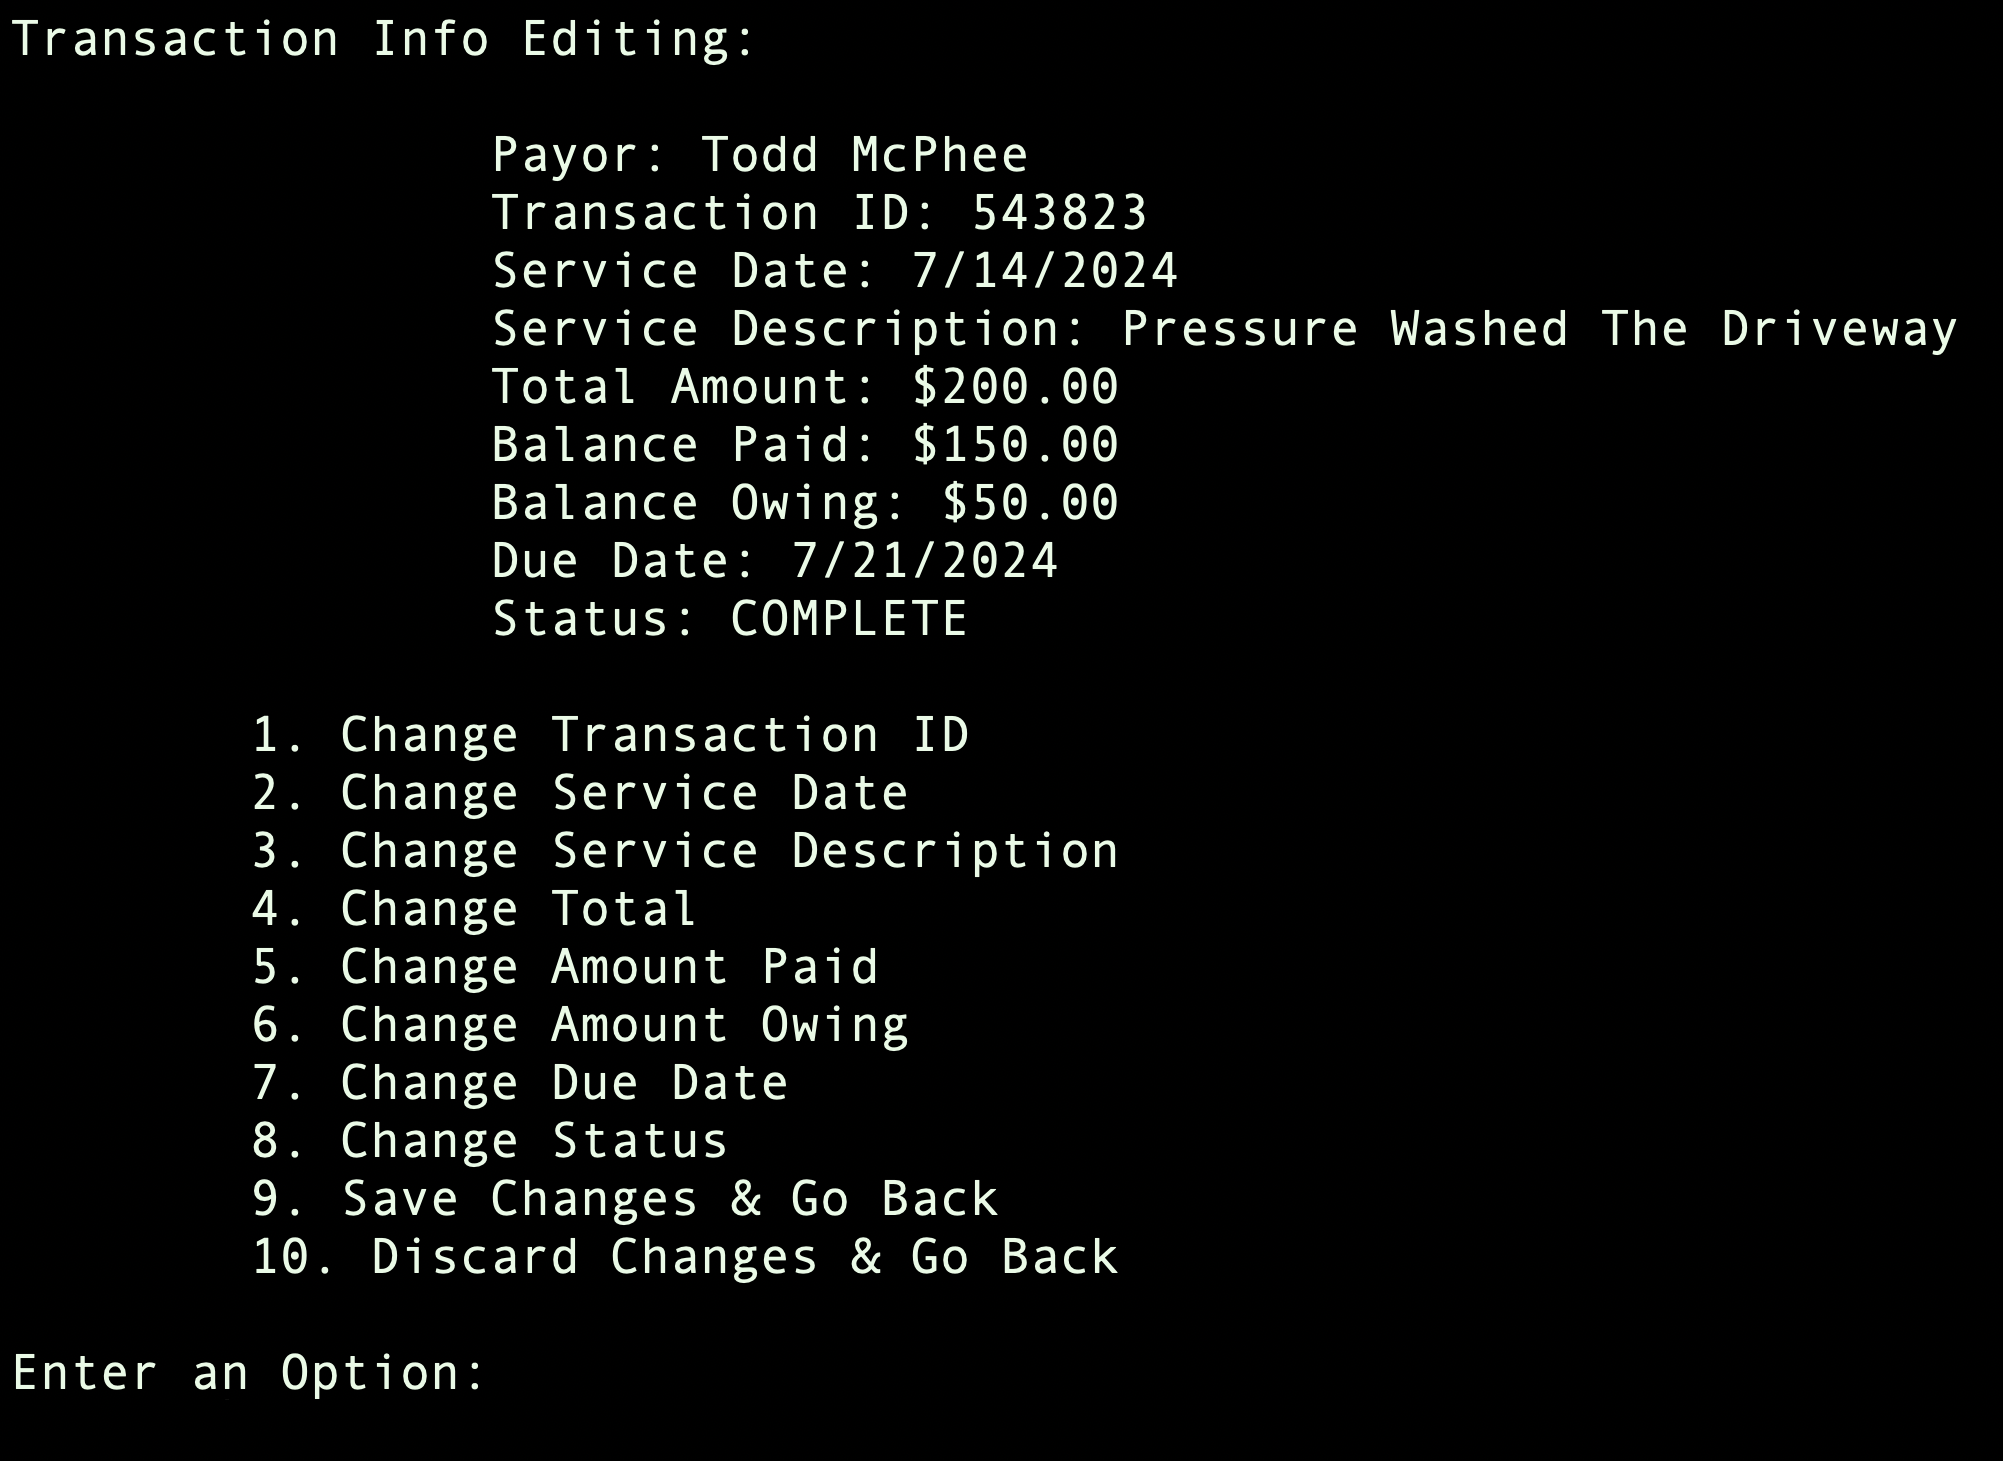 Transaction Info Editing:
Payor: Todd McPhee
Transaction ID: 543823
Service Date: 7/14/2024
Service Description: Pressure Washed The Driveway
Total Amount: $200.00
Balance Paid: $150.00
Balance Owing: $50.00
Due Date: 7/21/2024
Status: COMPLETE
1. Change Transaction ID
2. Change Service Date
3. Change Service Description
4. Change Total
5. Change Amount Paid
6. Change Amount Owing
7. Change Due Date
8. Change Status
9. Save Changes & Go Back
10. Discard Changes & Go Back
Enter an Option: